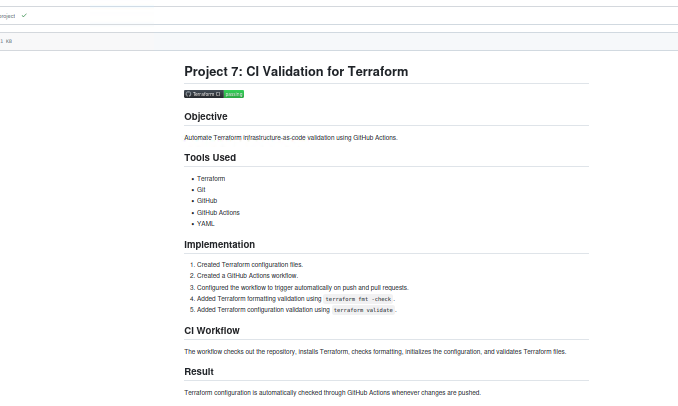 project
1 KB
Project 7: CI Validation for Terraform
Terraform CI passing
Objective
Automate Terraform infrastructure-as-code validation using GitHub Actions.
Tools Used
• Terraform
• Git
• GitHub
• GitHub Actions
• YAML
Implementation
1. Created Terraform configuration files.
2. Created a GitHub Actions workflow.
3. Configured the workflow to trigger automatically on push and pull requests.
4. Added Terraform formatting validation using terraform fmt -check.
5. Added Terraform configuration validation using terraform validate.
CI Workflow
The workflow checks out the repository, installs Terraform, checks formatting, initializes the configuration, and validates Terraform files.
Result
Terraform configuration is automatically checked through GitHub Actions whenever changes are pushed.